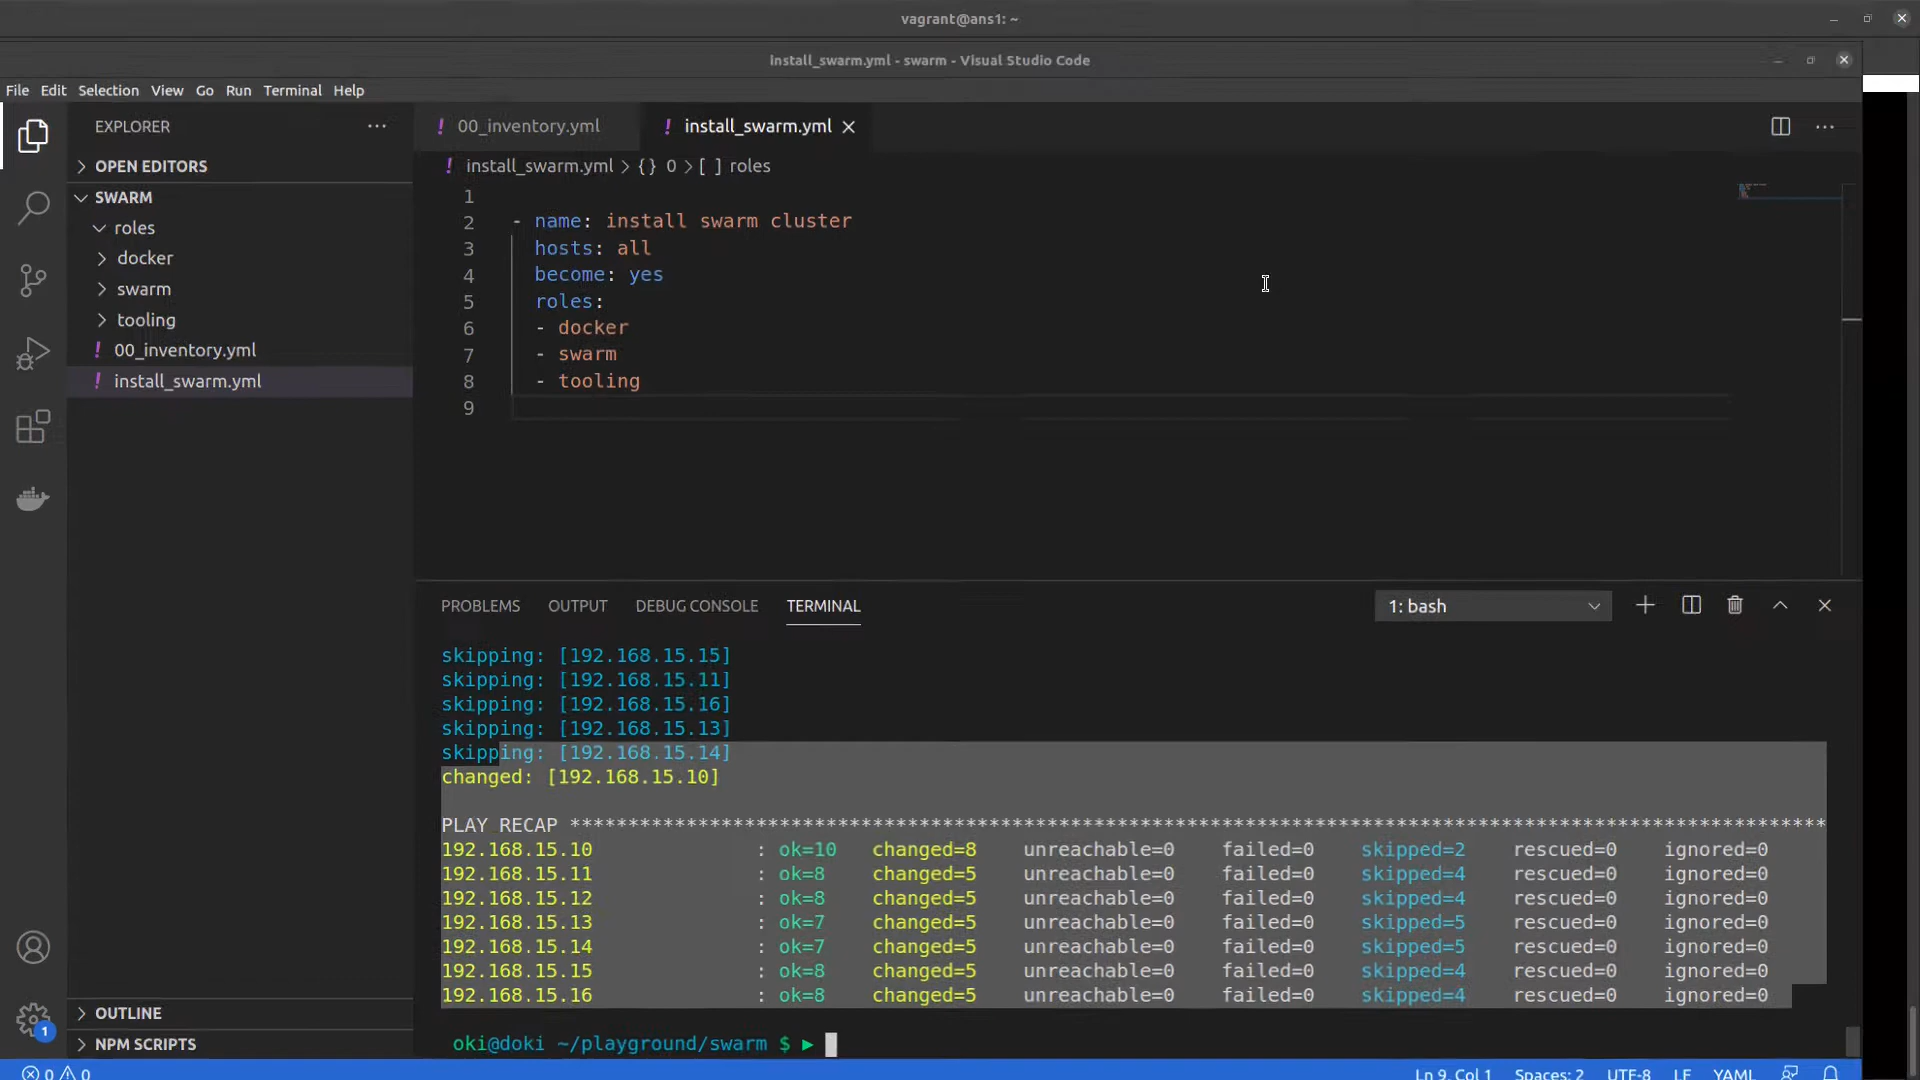 vagrant@ans1: ~
install_swarm.yml - swarm - Visual Studio Code
File Edit Selection View Go Run Terminal Help
EXPLORER
OPEN EDITORS
SWARM
roles
docker
swarm
tooling
00_inventory.yml
install_swarm.yml
OUTLINE
NPM SCRIPTS
1
! 00_inventory.yml ! install_swarm.yml
! install_swarm.yml > {} 0 > [ ] roles
1
2 - name: install swarm cluster
3 hosts: all
4 become: yes
5 roles:
6 - docker
7 - swarm
8 - tooling
9
PROBLEMS OUTPUT DEBUG CONSOLE TERMINAL 1: bash
skipping: [192.168.15.15]
skipping: [192.168.15.11]
skipping: [192.168.15.16]
skipping: [192.168.15.13]
skipping: [192.168.15.14]
changed: [192.168.15.10]
PLAY RECAP ***********************************************************************************************************
192.168.15.10 : ok=10 changed=8 unreachable=0 failed=0 skipped=2 rescued=0 ignored=0
192.168.15.11 : ok=8 changed=5 unreachable=0 failed=0 skipped=4 rescued=0 ignored=0
192.168.15.12 : ok=8 changed=5 unreachable=0 failed=0 skipped=4 rescued=0 ignored=0
192.168.15.13 : ok=7 changed=5 unreachable=0 failed=0 skipped=5 rescued=0 ignored=0
192.168.15.14 : ok=7 changed=5 unreachable=0 failed=0 skipped=5 rescued=0 ignored=0
192.168.15.15 : ok=8 changed=5 unreachable=0 failed=0 skipped=4 rescued=0 ignored=0
192.168.15.16 : ok=8 changed=5 unreachable=0 failed=0 skipped=4 rescued=0 ignored=0
oki@doki ~/playground/swarm $ ▶
0 0 Ln 9, Col 1 Spaces: 2 UTF-8 LF YAML